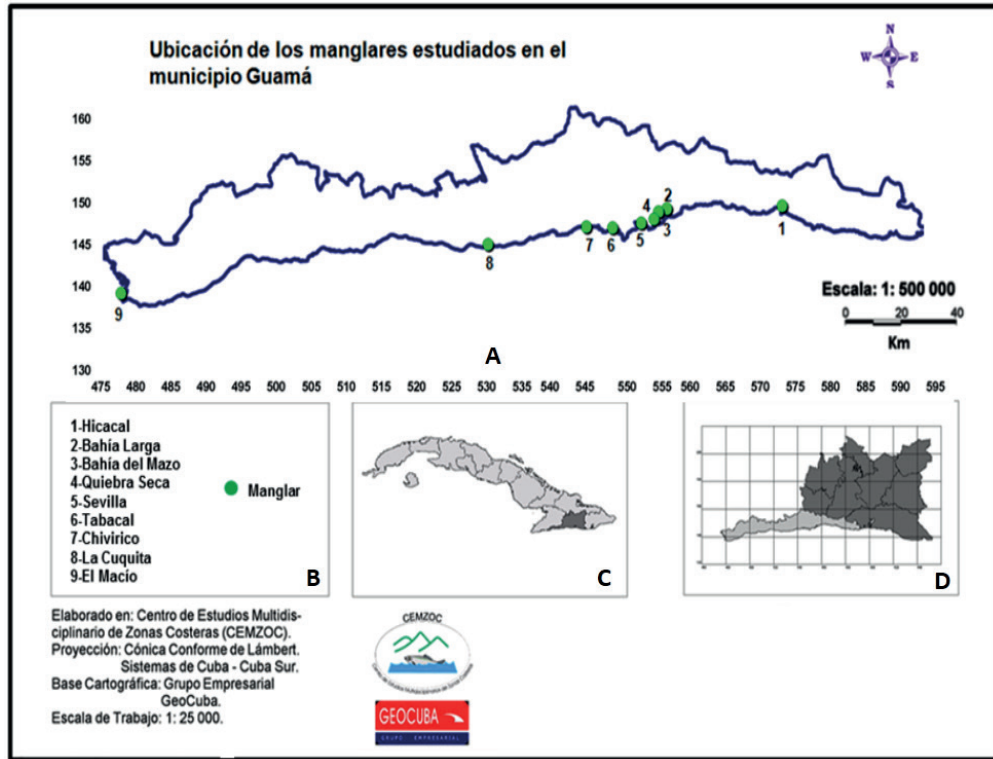 Ubicación de los manglares estudiados en el
municipio Guamá
N
W E
S
160
155
150
145
140
135
130
4 2
3
5
6
7
8
9
1
Escala: 1: 500 000
0 20 40
Km
A
475 480 485 490 494 500 505 510 515 520 525 530 535 540 545 550 555 560 565 570 575 580 585 590 595
1-Hicacal
2-Bahía Larga
3-Bahía del Mazo
4-Quiebra Seca
5-Sevilla
6-Tabacal
7-Chivirico
8-La Cuquita
9-El Macío
Manglar
B
C
D
Elaborado en: Centro de Estudios Multidis-
ciplinario de Zonas Costeras (CEMZOC).
Proyección: Cónica Conforme de Lámbert.
Sistemas de Cuba - Cuba Sur.
Base Cartográfica: Grupo Empresarial
GeoCuba.
Escala de Trabajo: 1: 25 000.
CEMZOC
GEOCUBA
GRUPO EMPRESARIAL